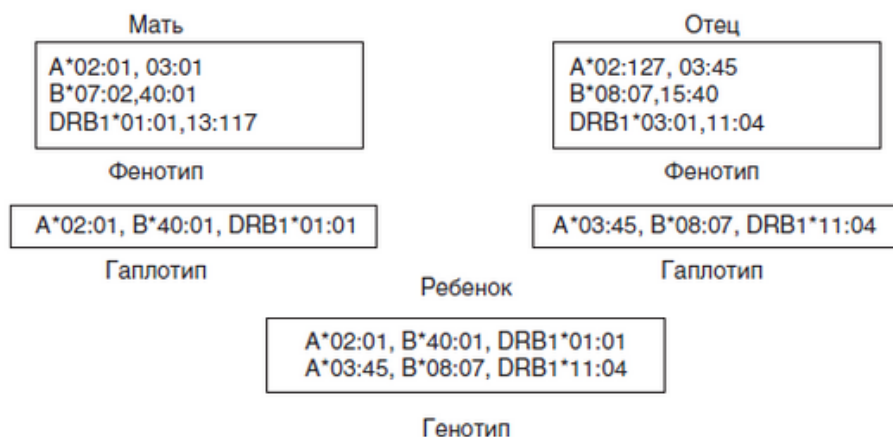 Мать
A*02:01, 03:01
B*07:02,40:01
DRB1*01:01,13:117
Фенотип
A*02:01, B*40:01, DRB1*01:01
Гаплотип
Отец
A*02:127, 03:45
B*08:07,15:40
DRB1*03:01,11:04
Фенотип
A*03:45, B*08:07, DRB1*11:04
Гаплотип
Ребенок
A*02:01, B*40:01, DRB1*01:01
A*03:45, B*08:07, DRB1*11:04
Генотип